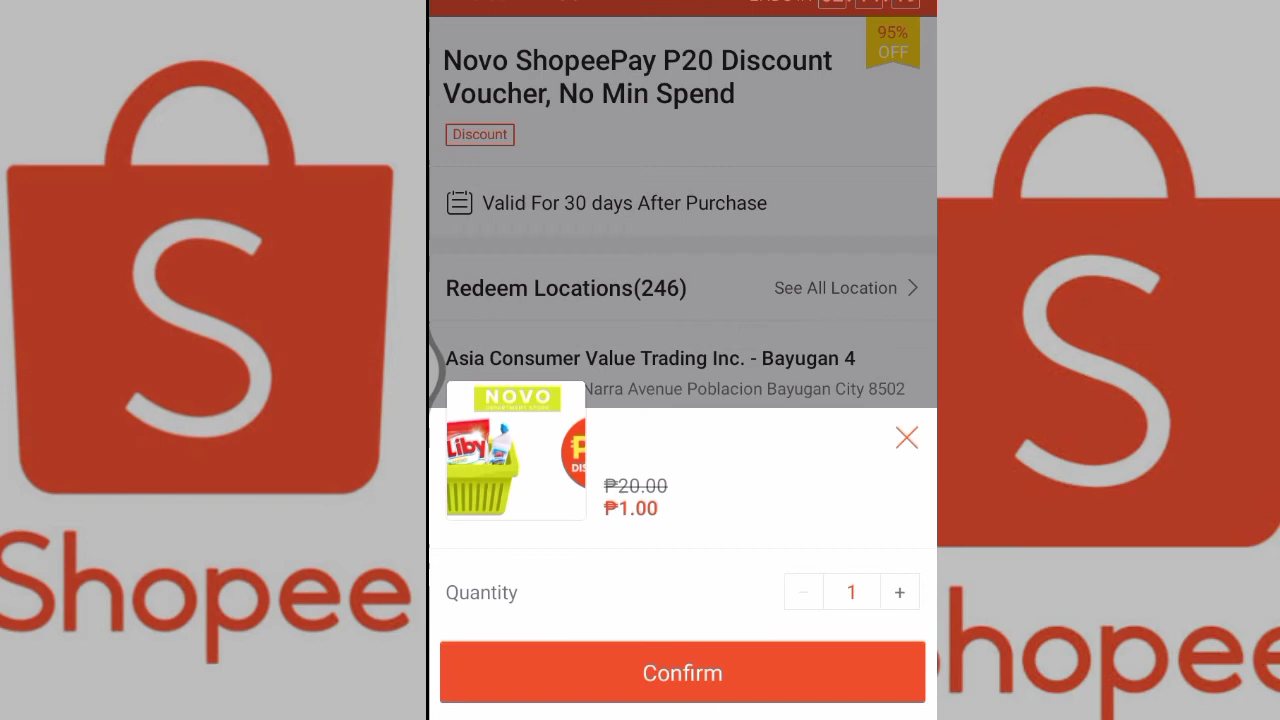 95%
OFF
Novo ShopeePay P20 Discount
Voucher, No Min Spend
Discount
Valid For 30 days After Purchase
Redeem Locations(246)
See All Location
Asia Consumer Value Trading Inc. - Bayugan 4
Narra Avenue Poblacion Bayugan City 8502
NOVO
Liby
₱20.00
₱1.00
Quantity
1
Confirm
Shopee
hopee